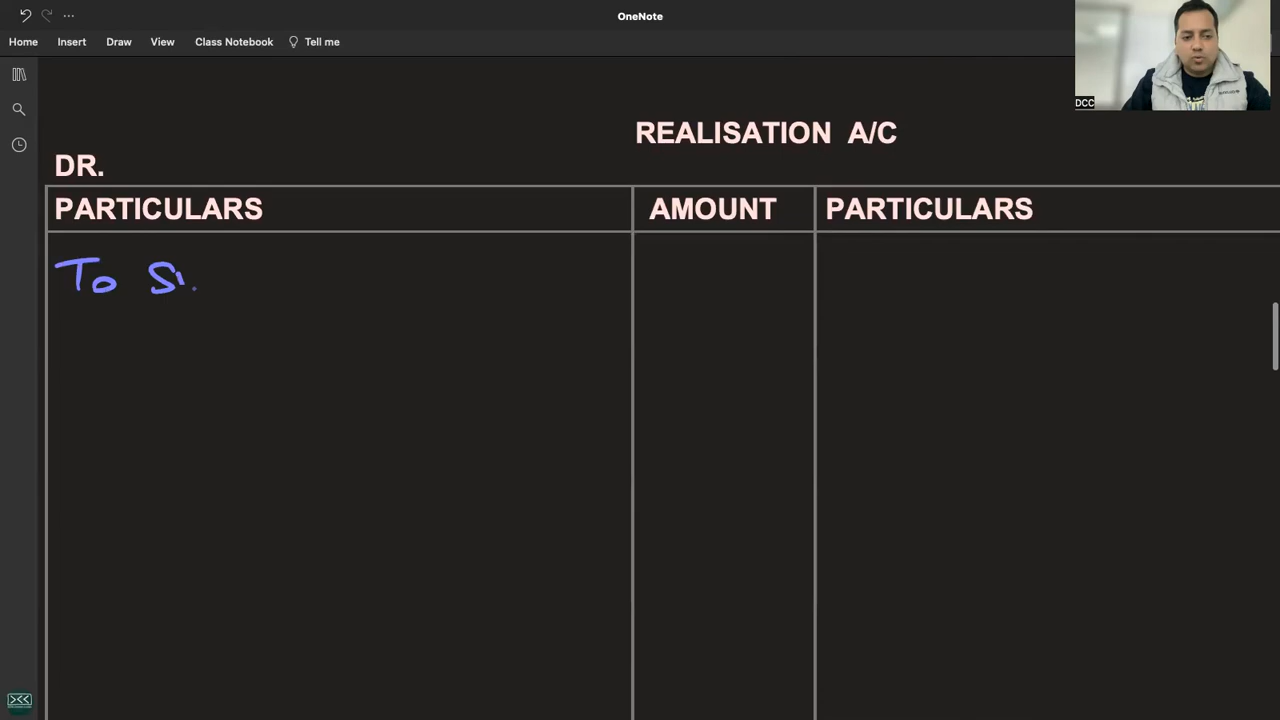 OneNote
Home Insert Draw View Class Notebook Tell me
DCC
REALISATION A/C
DR.
PARTICULARS AMOUNT PARTICULARS
To